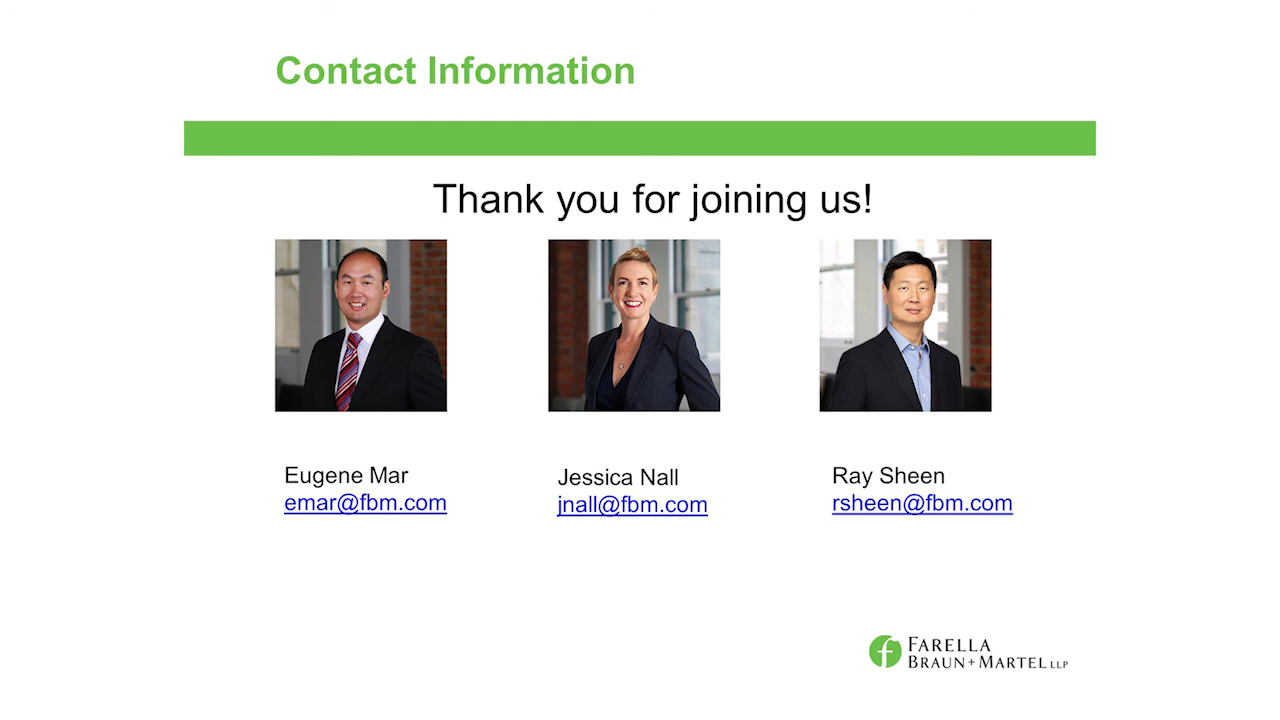 Contact Information
Thank you for joining us!
Eugene Mar
emar@fbm.com
Jessica Nall
jnall@fbm.com
Ray Sheen
rsheen@fbm.com
FARELLA
BRAUN + MARTEL LLP